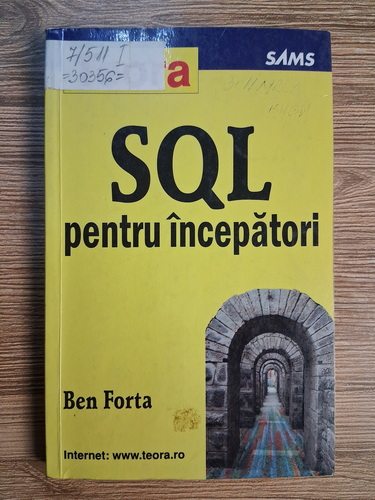 7/511 I
=30356=
SAMS
a
SQL
pentru începători
Ben Forta
Internet: www.teora.ro